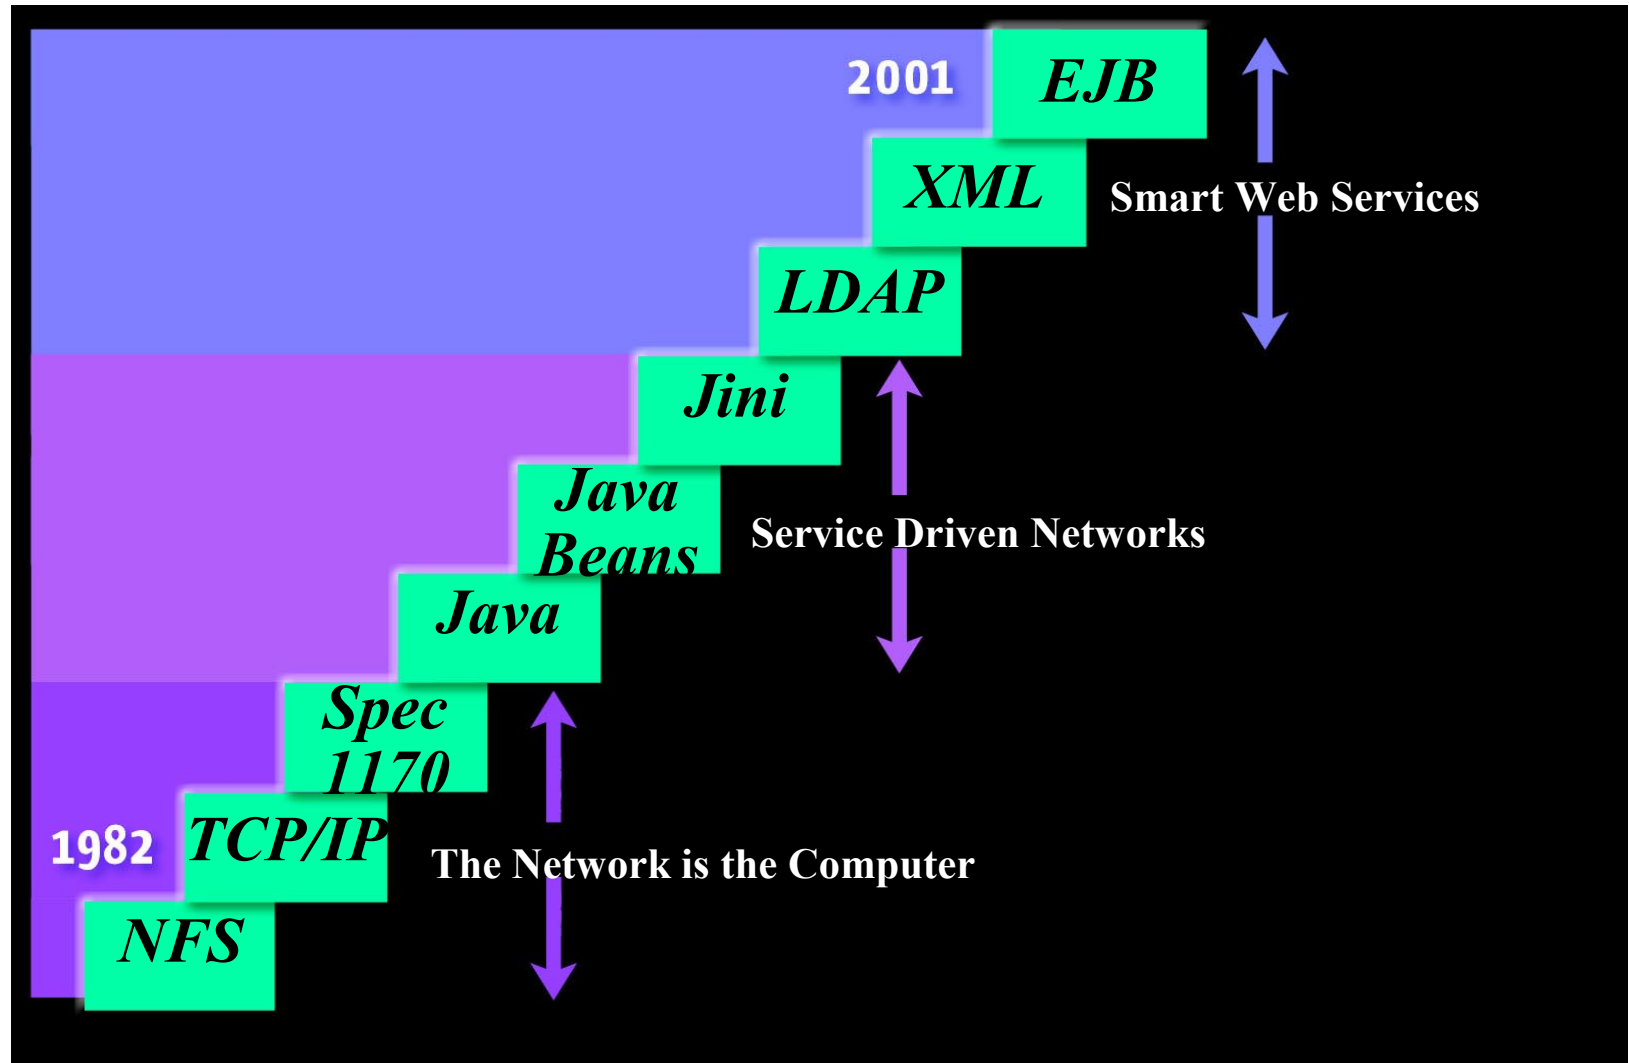 2001
EJB
XML
Smart Web Services
LDAP
Jini
Java
Beans
Service Driven Networks
Java
Spec
1170
1982
TCP/IP
The Network is the Computer
NFS